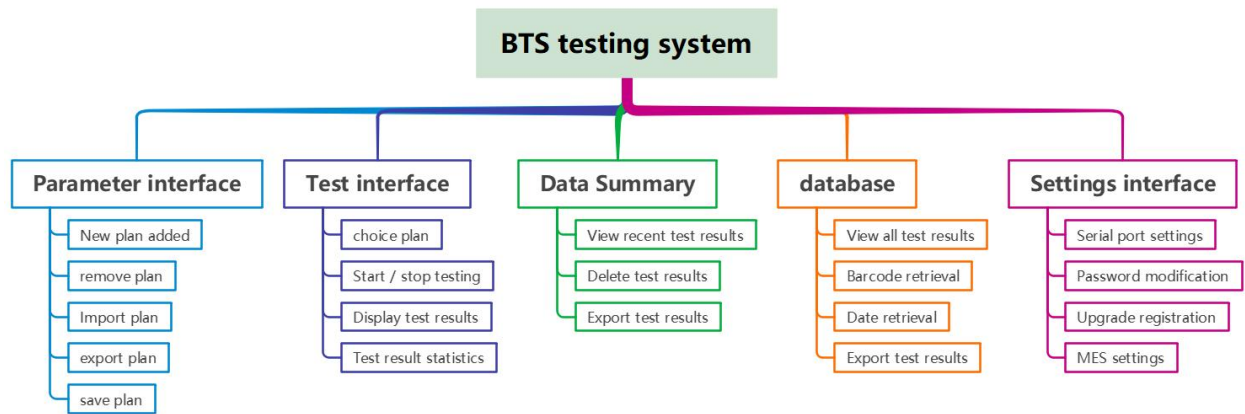 BTS testing system
Parameter interface
New plan added
remove plan
Import plan
export plan
save plan
Test interface
choice plan
Start / stop testing
Display test results
Test result statistics
Data Summary
View recent test results
Delete test results
Export test results
database
View all test results
Barcode retrieval
Date retrieval
Export test results
Settings interface
Serial port settings
Password modification
Upgrade registration
MES settings